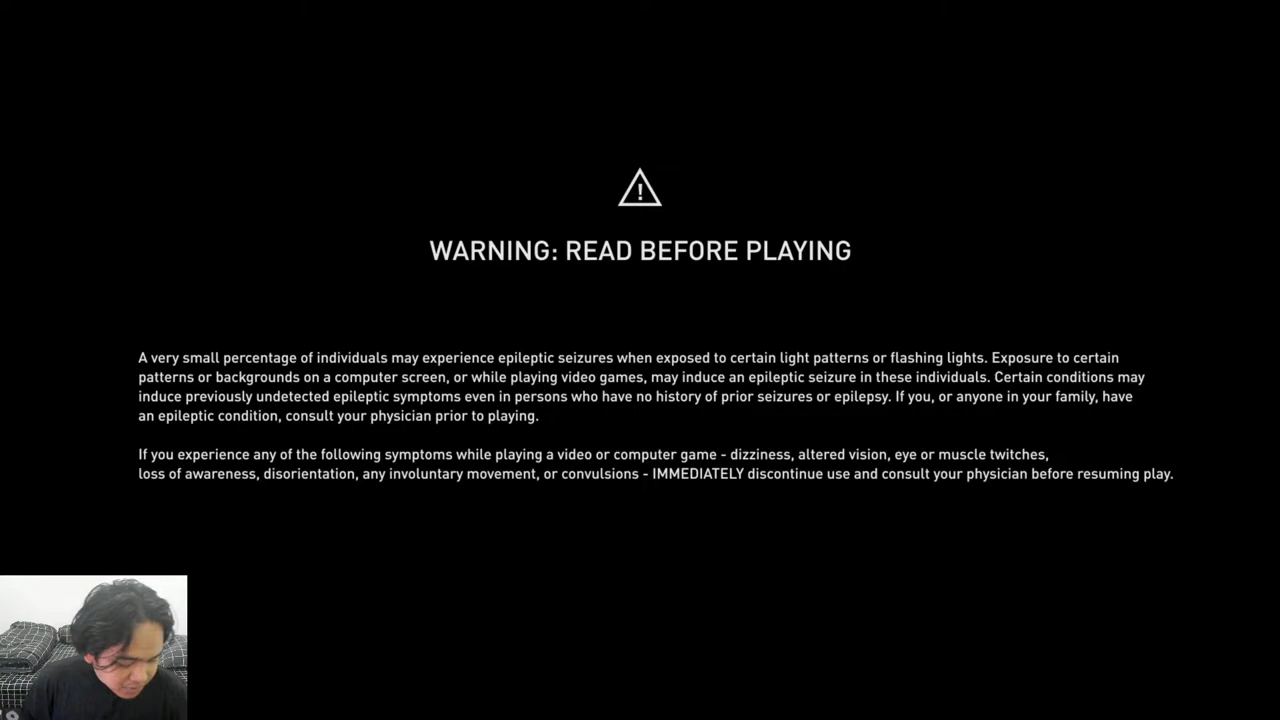 WARNING: READ BEFORE PLAYING
A very small percentage of individuals may experience epileptic seizures when exposed to certain light patterns or flashing lights. Exposure to certain
patterns or backgrounds on a computer screen, or while playing video games, may induce an epileptic seizure in these individuals. Certain conditions may
induce previously undetected epileptic symptoms even in persons who have no history of prior seizures or epilepsy. If you, or anyone in your family, have
an epileptic condition, consult your physician prior to playing.
If you experience any of the following symptoms while playing a video or computer game - dizziness, altered vision, eye or muscle twitches,
loss of awareness, disorientation, any involuntary movement, or convulsions - IMMEDIATELY discontinue use and consult your physician before resuming play.